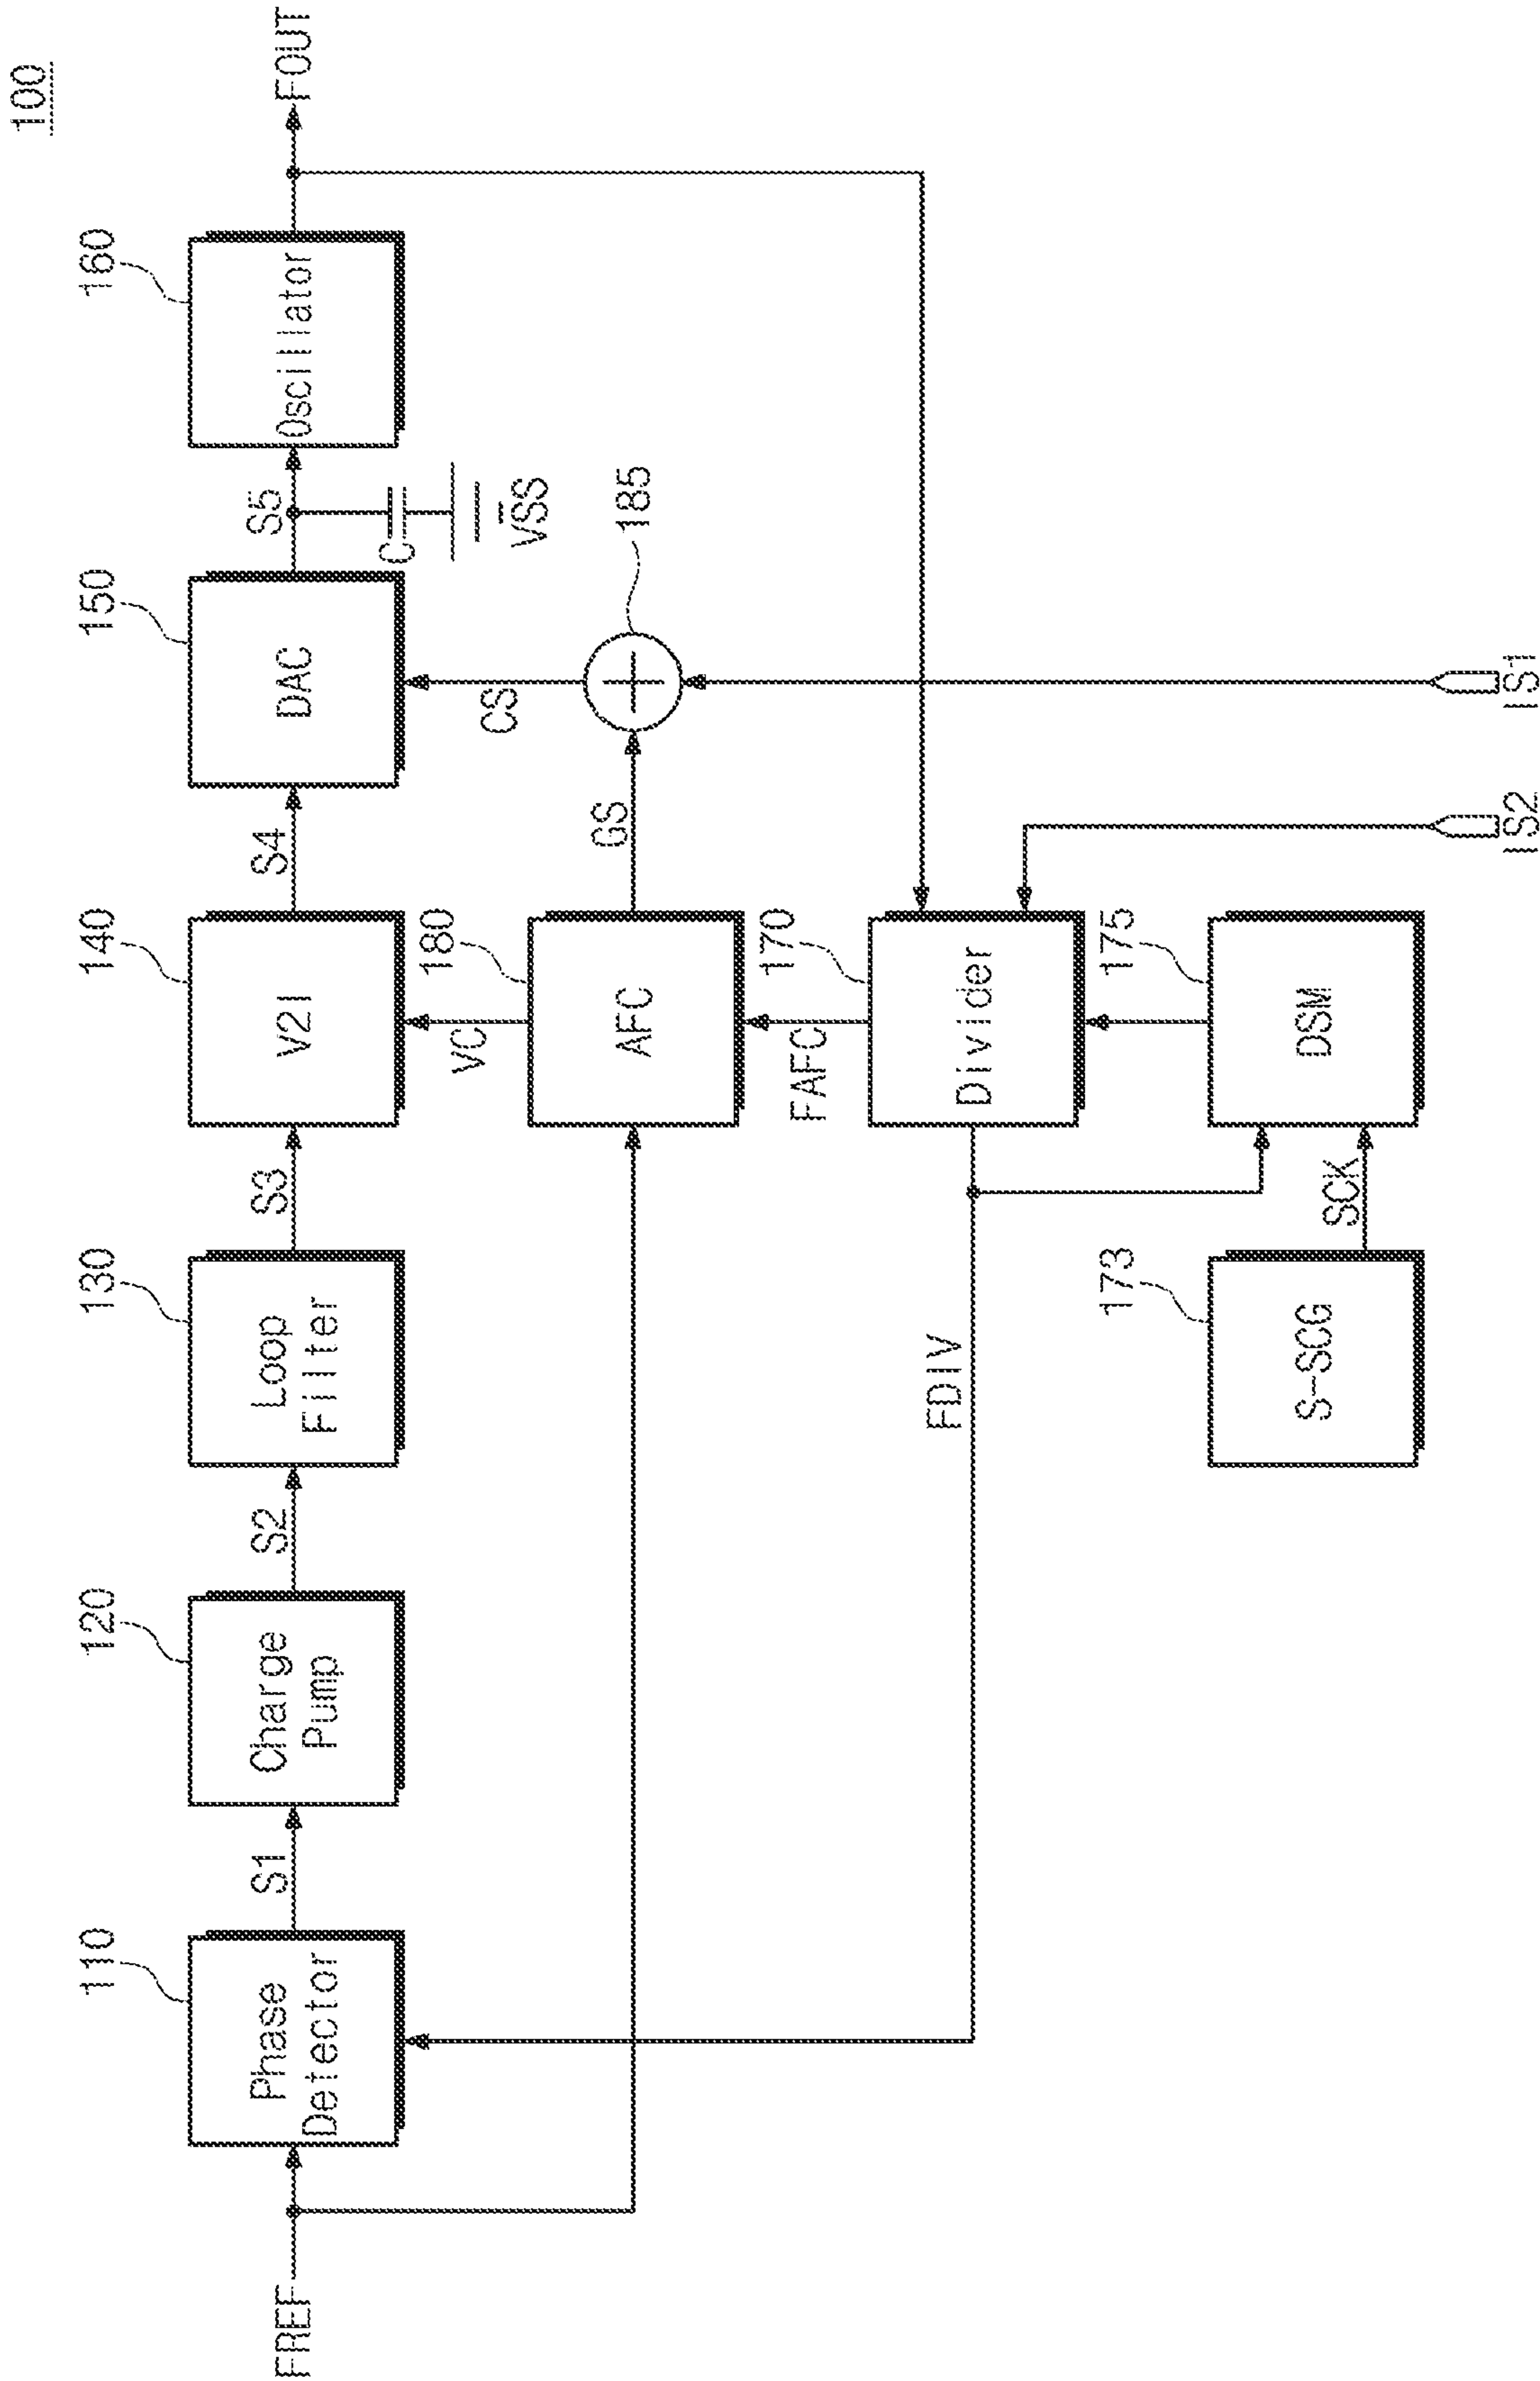 100
110
120
130
140
150
160
FREF
Phase
Detector
S1
Charge
Pump
S2
Loop
Filter
S3
V2I
S4
DAC
S5
Oscillator
FOUT
C
VSS
VC
CS
180
AFC
GS
185
FAFC
170
Divider
FDIV
173
S-SCG
SCK
175
DSM
IS2
IS1